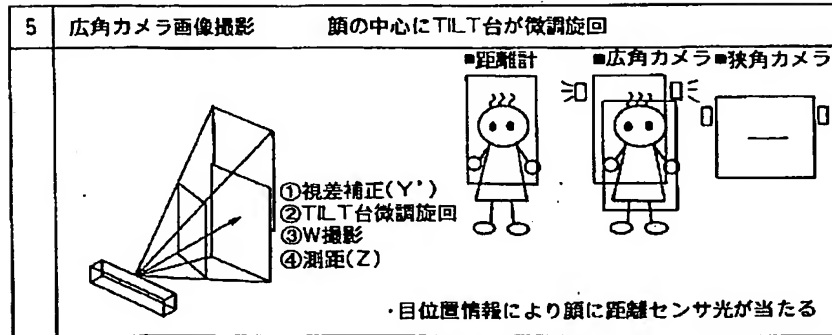 5 広角カメラ画像撮影 顔の中心にTILT台が微調旋回
■距離計 ■広角カメラ ■狭角カメラ
①視差補正(Y')
②TILT台微調旋回
③W撮影
④測距(Z)
・目位置情報により顔に距離センサ光が当たる